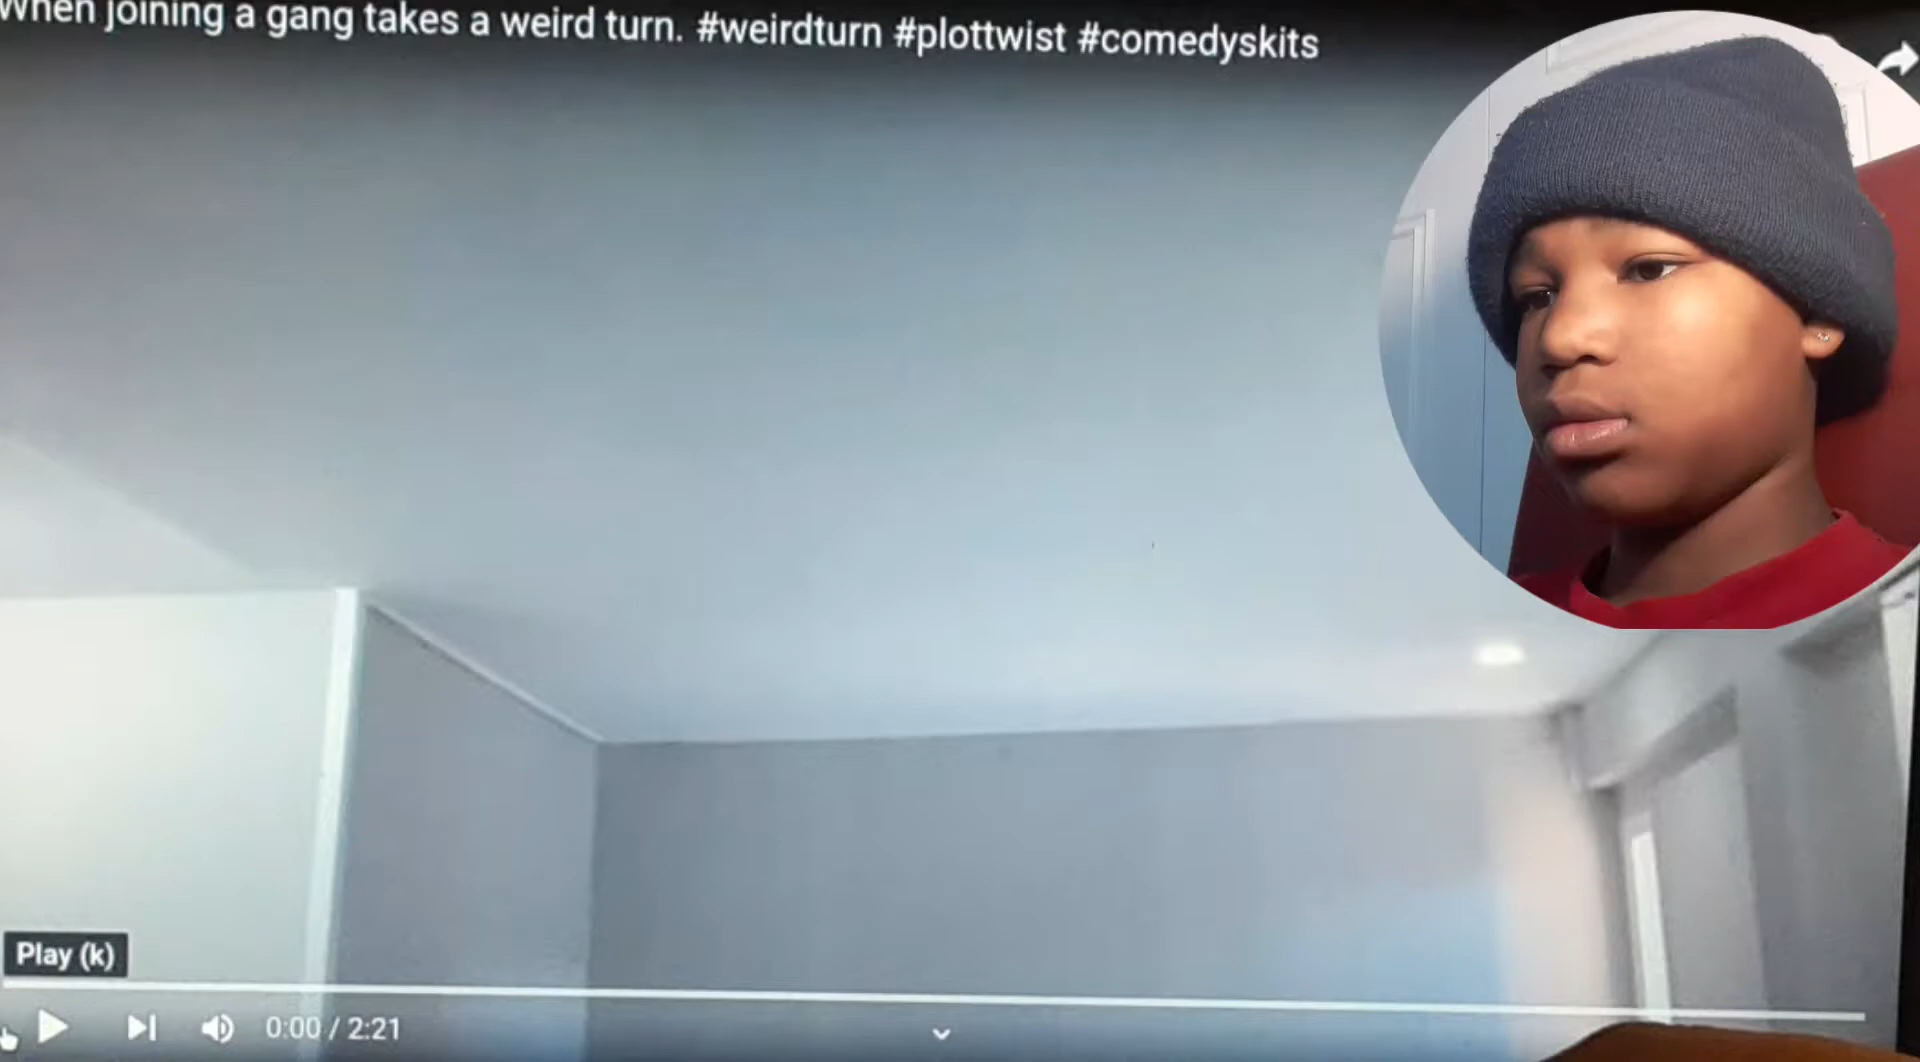 When joining a gang takes a weird turn. #weirdturn #plottwist #comedyskits
Play (k)
0:00 / 2:21